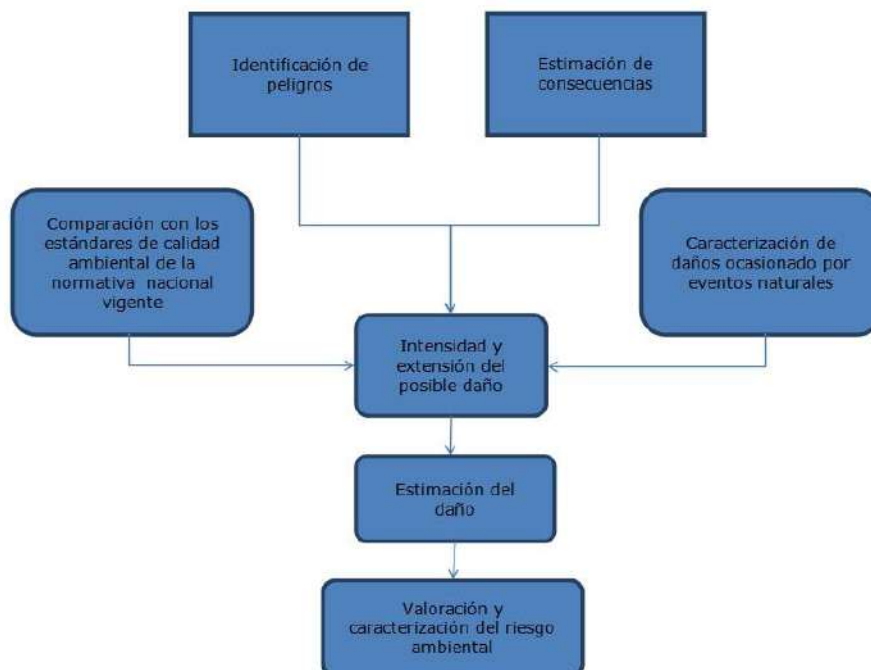 Identificación de
peligros
Estimación de
consecuencias
Comparación con los
estándares de calidad
ambiental de la
normativa nacional
vigente
Caracterización de
daños ocasionado por
eventos naturales
Intensidad y
extensión del
posible daño
Estimación del
daño
Valoración y
caracterización del riesgo
ambiental